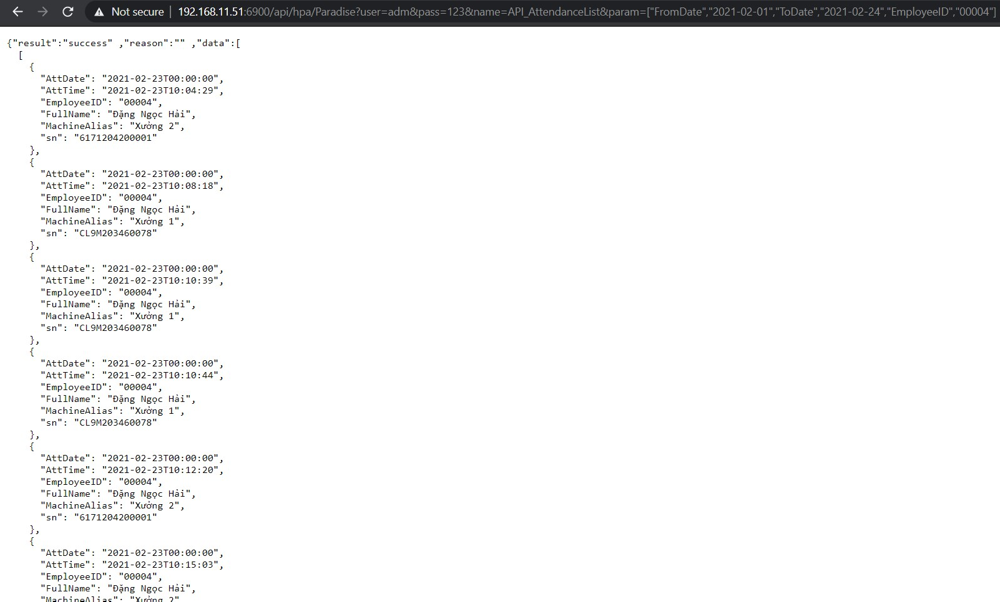 Not secure | 192.168.11.51:6900/api/hpa/Paradise?user=adm&pass=123&name=API_AttendanceList&param=["FromDate","2021-02-01","ToDate","2021-02-24","EmployeeID","00004"]
{"result":"success" ,"reason":"" ,"data":[
[
{
"AttDate": "2021-02-23T00:00:00",
"AttTime": "2021-02-23T10:04:29",
"EmployeeID": "00004",
"FullName": "Đặng Ngọc Hải",
"MachineAlias": "Xưởng 2",
"sn": "6171204200001"
},
{
"AttDate": "2021-02-23T00:00:00",
"AttTime": "2021-02-23T10:08:18",
"EmployeeID": "00004",
"FullName": "Đặng Ngọc Hải",
"MachineAlias": "Xưởng 1",
"sn": "CL9M203460078"
},
{
"AttDate": "2021-02-23T00:00:00",
"AttTime": "2021-02-23T10:10:39",
"EmployeeID": "00004",
"FullName": "Đặng Ngọc Hải",
"MachineAlias": "Xưởng 1",
"sn": "CL9M203460078"
},
{
"AttDate": "2021-02-23T00:00:00",
"AttTime": "2021-02-23T10:10:44",
"EmployeeID": "00004",
"FullName": "Đặng Ngọc Hải",
"MachineAlias": "Xưởng 1",
"sn": "CL9M203460078"
},
{
"AttDate": "2021-02-23T00:00:00",
"AttTime": "2021-02-23T10:12:20",
"EmployeeID": "00004",
"FullName": "Đặng Ngọc Hải",
"MachineAlias": "Xưởng 2",
"sn": "6171204200001"
},
{
"AttDate": "2021-02-23T00:00:00",
"AttTime": "2021-02-23T10:15:03",
"EmployeeID": "00004",
"FullName": "Đặng Ngọc Hải",
"MachineAlias": "Xưởng 2"